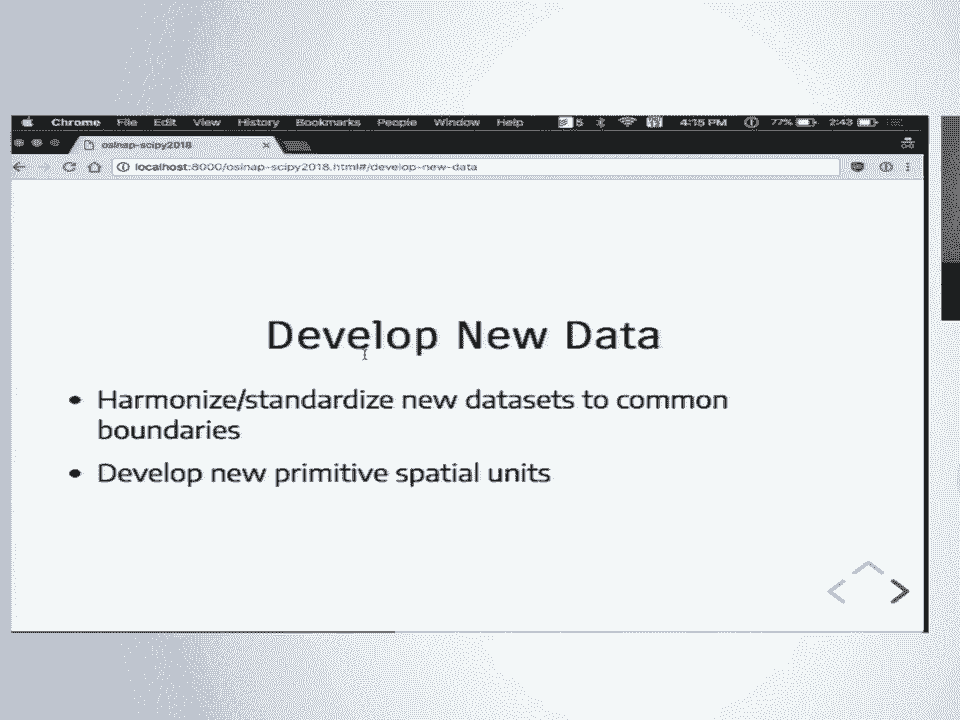 Chrome File Edit View History Bookmarks People Window Help 5 4:15 PM 77% 2:43
oslnap-scipy2018
localhost:8000/oslnap-scipy2018.html#/develop-new-data
Develop New Data
• Harmonize/standardize new datasets to common
boundaries
• Develop new primitive spatial units